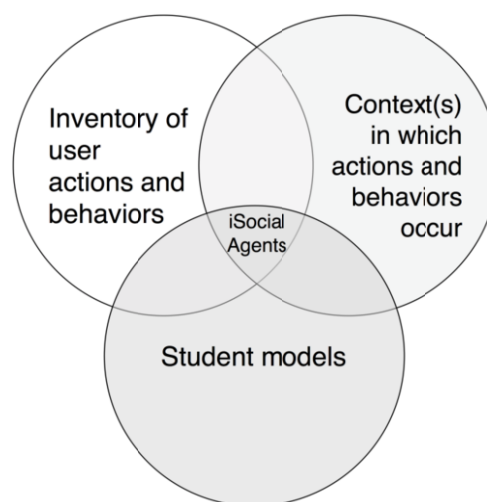 Inventory of
user
actions and
behaviors
Context(s)
in which
actions and
behaviors
occur
iSocial
Agents
Student models